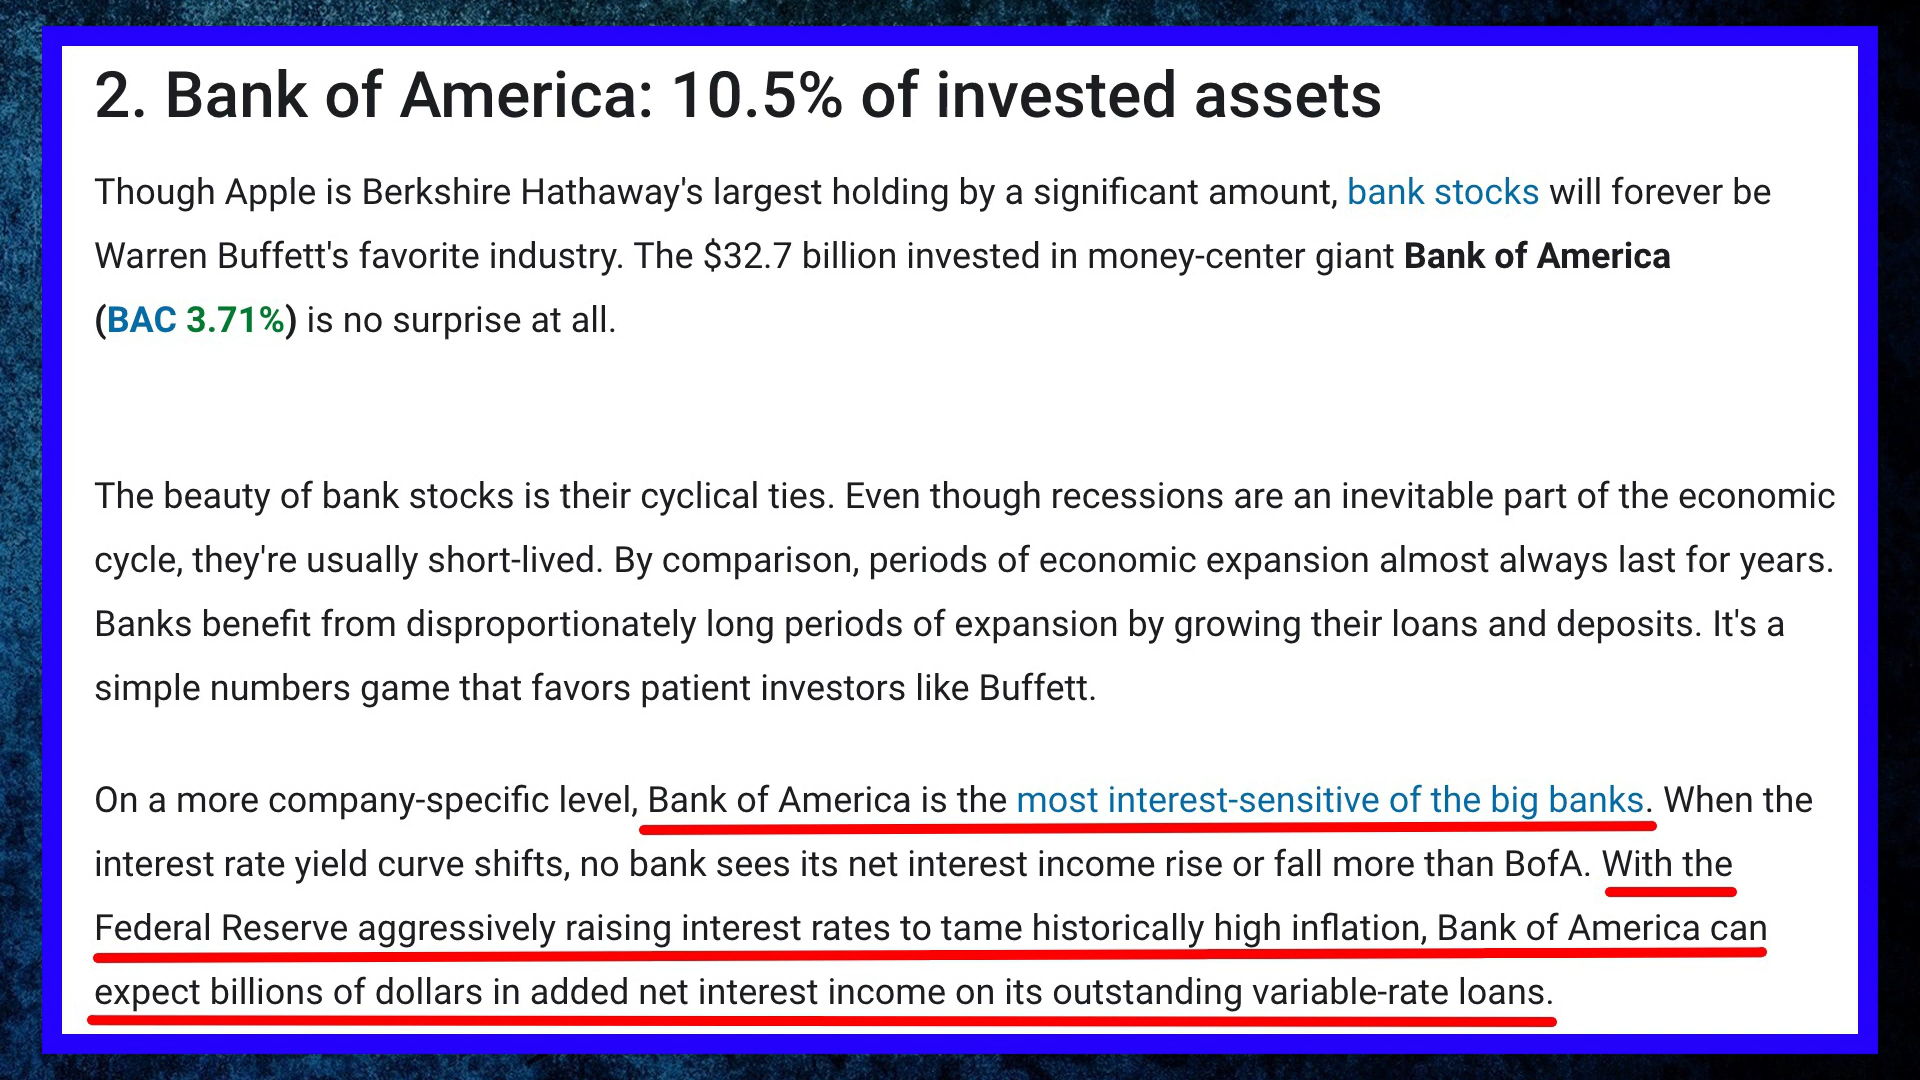 2. Bank of America: 10.5% of invested assets
Though Apple is Berkshire Hathaway's largest holding by a significant amount, bank stocks will forever be
Warren Buffett's favorite industry. The $32.7 billion invested in money-center giant Bank of America
(BAC 3.71%) is no surprise at all.
The beauty of bank stocks is their cyclical ties. Even though recessions are an inevitable part of the economic
cycle, they're usually short-lived. By comparison, periods of economic expansion almost always last for years.
Banks benefit from disproportionately long periods of expansion by growing their loans and deposits. It's a
simple numbers game that favors patient investors like Buffett.
On a more company-specific level, Bank of America is the most interest-sensitive of the big banks. When the
interest rate yield curve shifts, no bank sees its net interest income rise or fall more than BofA. With the
Federal Reserve aggressively raising interest rates to tame historically high inflation, Bank of America can
expect billions of dollars in added net interest income on its outstanding variable-rate loans.